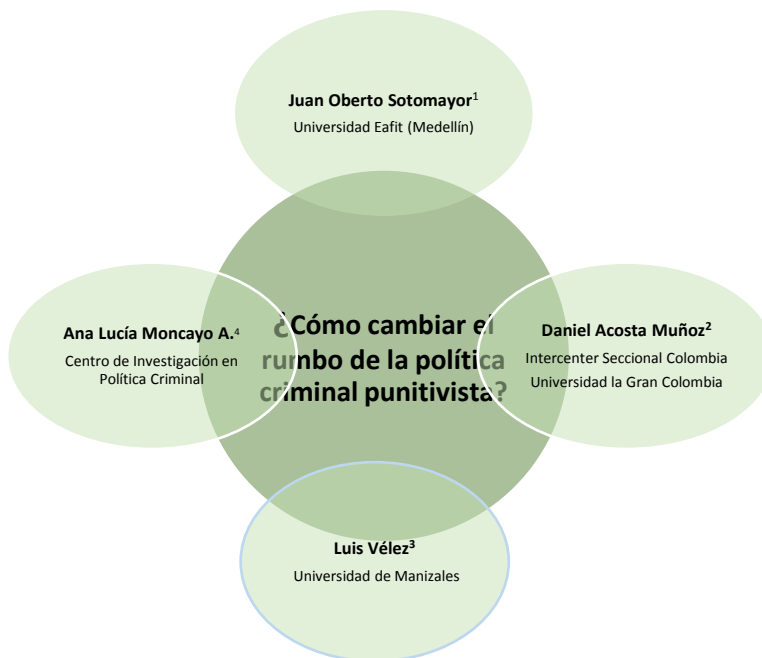 Juan Oberto Sotomayor¹
Universidad Eafit (Medellín)
Ana Lucía Moncayo A.⁴
Centro de Investigación en
Política Criminal
¿Cómo cambiar el
rumbo de la política
criminal punitivista?
Daniel Acosta Muñoz²
Intercenter Seccional Colombia
Universidad la Gran Colombia
Luis Vélez³
Universidad de Manizales